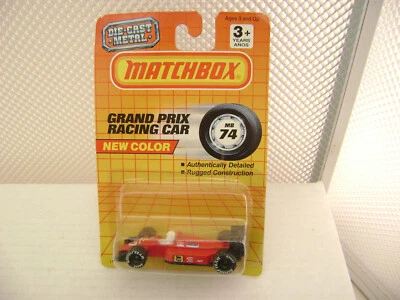 DIE-CAST
METAL
Ages 3 and Up
3+
YEARS
AÑOS
MATCHBOX
GRAND PRIX
RACING CAR
NEW COLOR
MB
74
Authentically Detailed
Rugged Construction